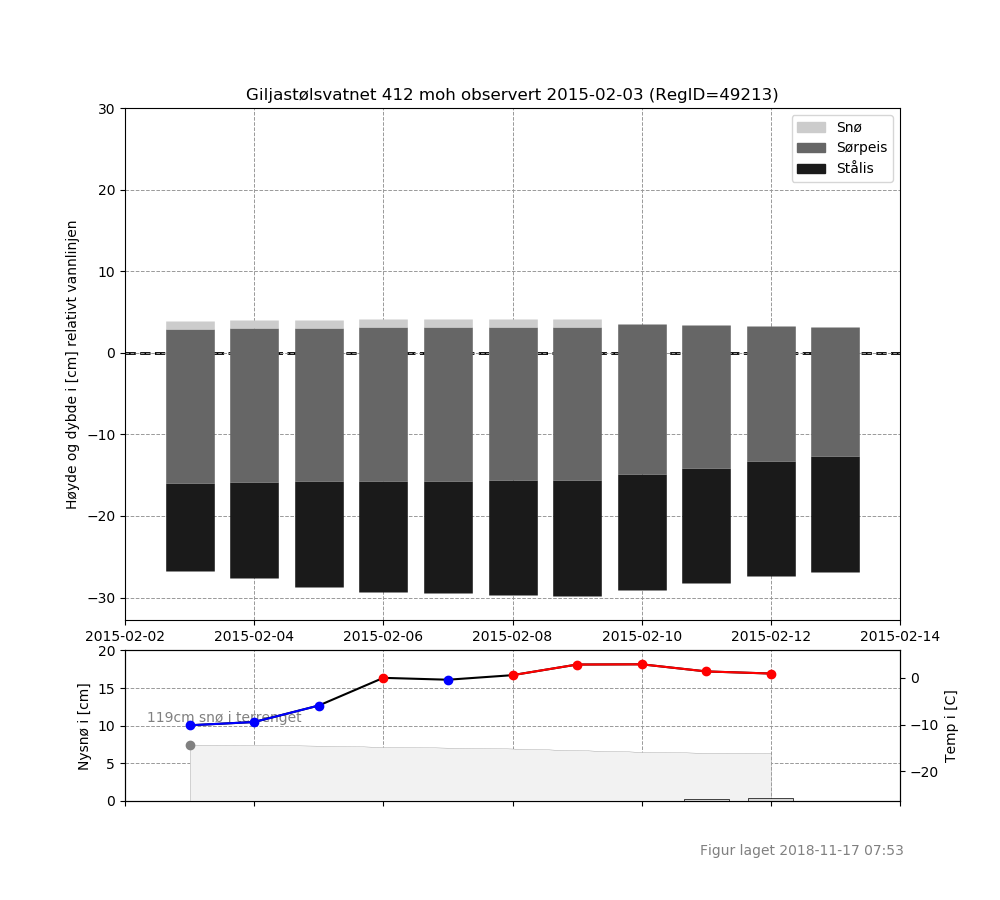 Giljastølsvatnet 412 moh observert 2015-02-03 (RegID=49213)
Snø
Sørpeis
Stålis
Høyde og dybde i [cm] relativt vannlinjen
30
20
10
0
−10
−20
−30
2015-02-02 2015-02-04 2015-02-06 2015-02-08 2015-02-10 2015-02-12 2015-02-14
Nysnø i [cm]
20
15
10
5
0
119cm snø i terrenget
0
−10
−20
Temp i [C]
Figur laget 2018-11-17 07:53